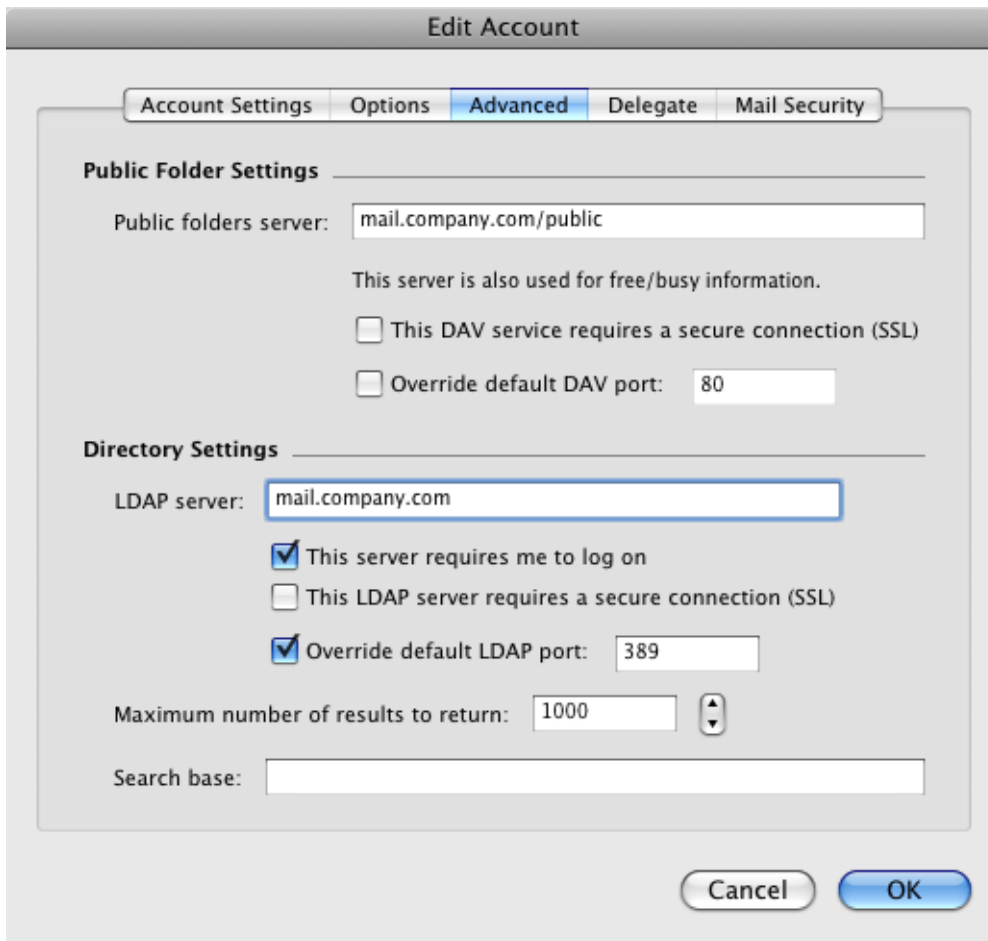 Edit Account
Account Settings Options Advanced Delegate Mail Security
Public Folder Settings
Public folders server: mail.company.com/public
This server is also used for free/busy information.
This DAV service requires a secure connection (SSL)
Override default DAV port: 80
Directory Settings
LDAP server: mail.company.com
This server requires me to log on
This LDAP server requires a secure connection (SSL)
Override default LDAP port: 389
Maximum number of results to return: 1000
Search base:
Cancel OK